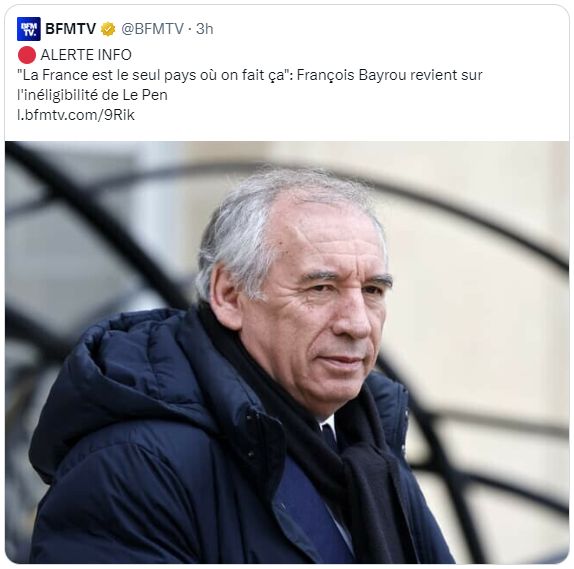 BFM TV. BFMTV @BFMTV · 3h
ALERTE INFO
"La France est le seul pays où on fait ça": François Bayrou revient sur
l'inéligibilité de Le Pen
l.bfmtv.com/9Rik